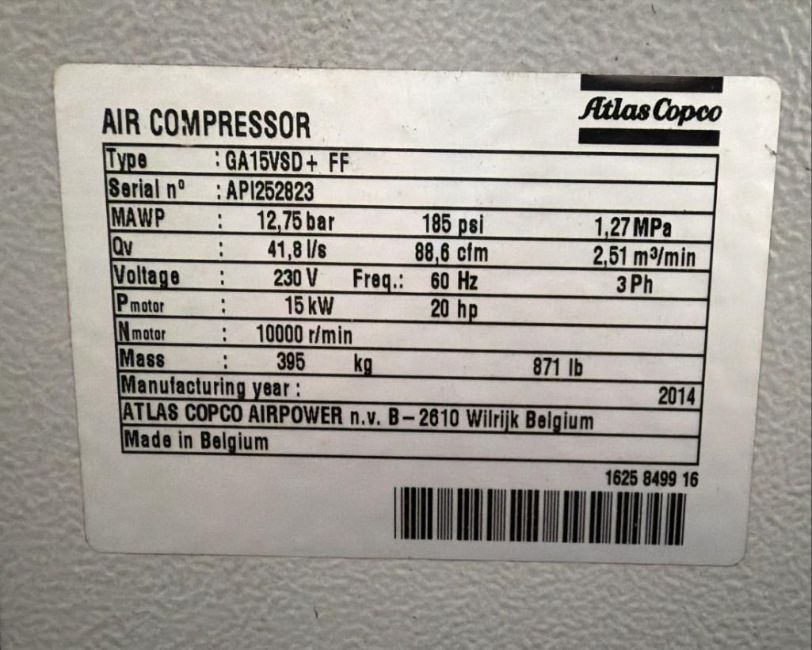 Atlas Copco
AIR COMPRESSOR
Type : GA15VSD+ FF
Serial nº : API252823
MAWP : 12,75 bar 185 psi 1,27 MPa
Qv : 41,8 l/s 88,6 cfm 2,51 m³/min
Voltage : 230 V Freq.: 60 Hz 3 Ph
Pmotor : 15 kW 20 hp
Nmotor : 10000 r/min
Mass : 395 kg 871 lb
Manufacturing year : 2014
ATLAS COPCO AIRPOWER n.v. B-2610 Wilrijk Belgium
Made in Belgium
1625 8499 16